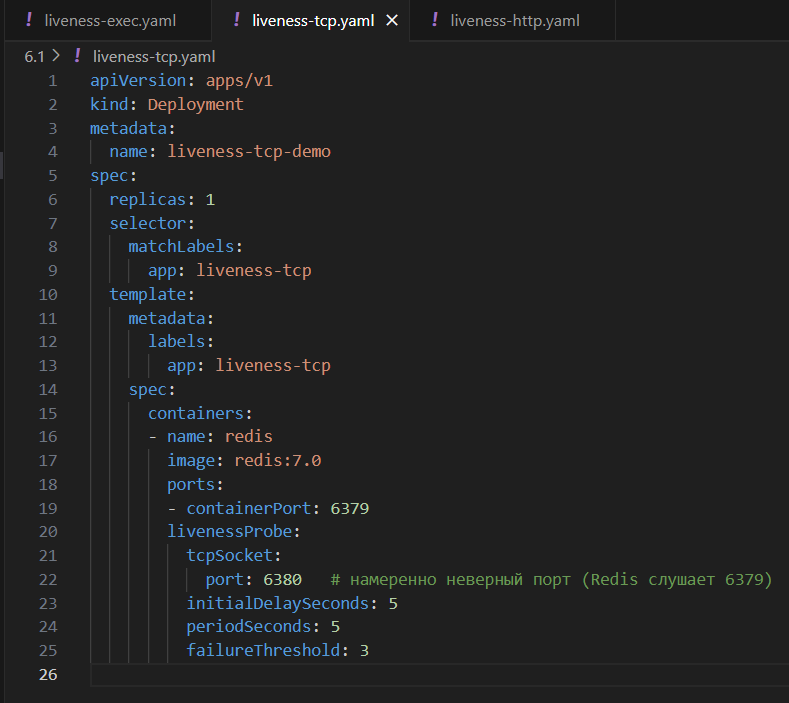 ! liveness-exec.yaml ! liveness-tcp.yaml × ! liveness-http.yaml
6.1 > ! liveness-tcp.yaml
1 apiVersion: apps/v1
2 kind: Deployment
3 metadata:
4   name: liveness-tcp-demo
5 spec:
6   replicas: 1
7   selector:
8     matchLabels:
9       app: liveness-tcp
10   template:
11     metadata:
12       labels:
13         app: liveness-tcp
14     spec:
15       containers:
16       - name: redis
17         image: redis:7.0
18         ports:
19         - containerPort: 6379
20         livenessProbe:
21           tcpSocket:
22             port: 6380   # намеренно неверный порт (Redis слушает 6379)
23           initialDelaySeconds: 5
24           periodSeconds: 5
25           failureThreshold: 3
26